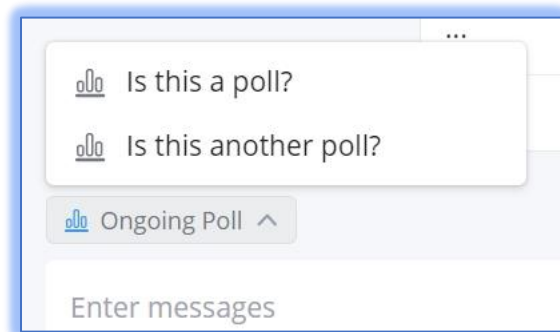 ...
Is this a poll?
Is this another poll?
Ongoing Poll
Enter messages